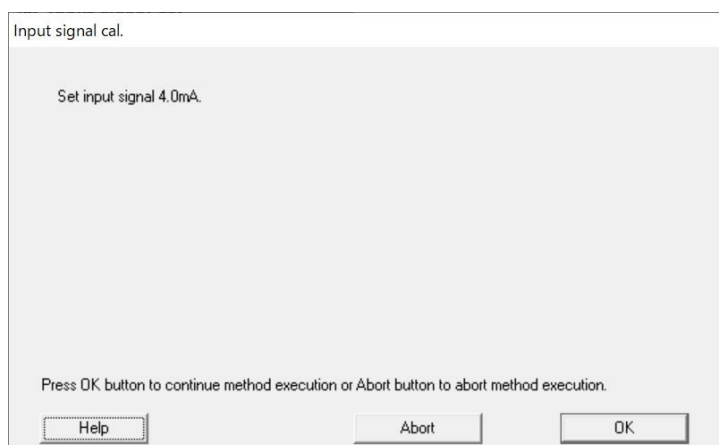 Input signal cal.
Set input signal 4.0mA.
Press OK button to continue method execution or Abort button to abort method execution.
Help
Abort
OK